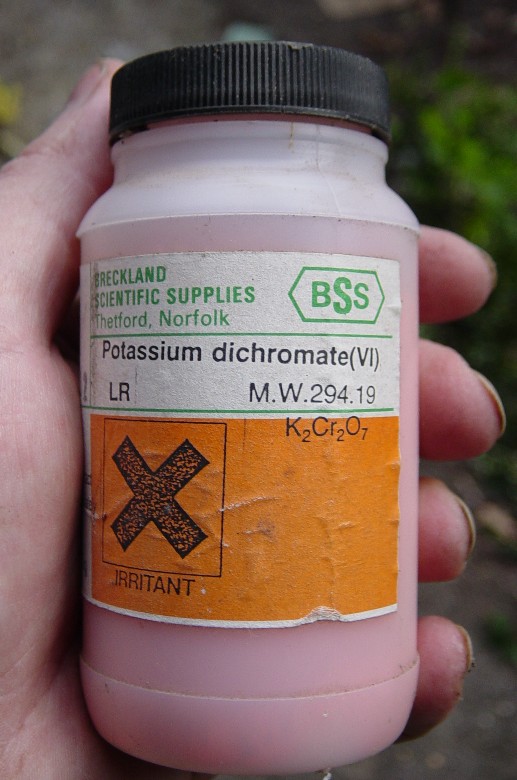 BRECKLAND
SCIENTIFIC SUPPLIES
Thetford, Norfolk
BSS
Potassium dichromate(VI)
LR M.W.294.19
K₂Cr₂O₇
IRRITANT